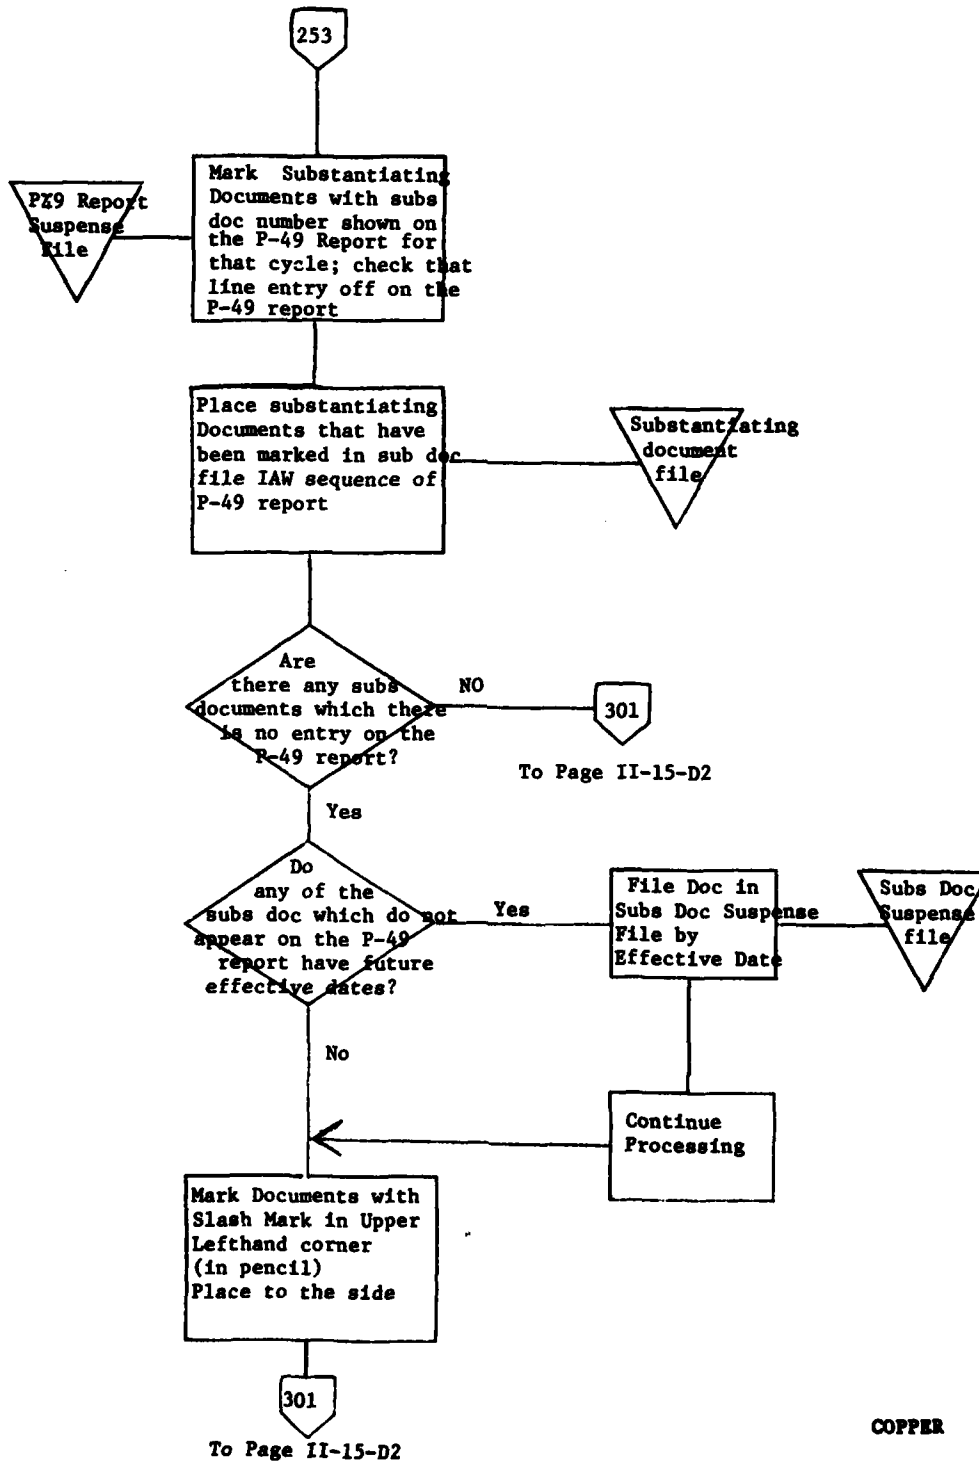 253
Mark Substantiating
Documents with subs
doc number shown on
the P-49 Report for
that cycle; check that
line entry off on the
P-49 report
Report
Suspense
File
Place substantiating
Documents that have
been marked in sub doc
file IAW sequence of
P-49 report
Substantiating
document
file
Are
there any subs
documents which there
is no entry on the
P-49 report?
NO
301
To Page II-15-D2
Yes
Do
any of the
subs doc which do not
appear on the P-49
report have future
effective dates?
Yes
File Doc in
Subs Doc Suspense
File by
Effective Date
Subs Doc
Suspense
file
No
Continue
Processing
Mark Documents with
Slash Mark in Upper
Lefthand corner
(in pencil)
Place to the side
301
To Page II-15-D2
COPPER